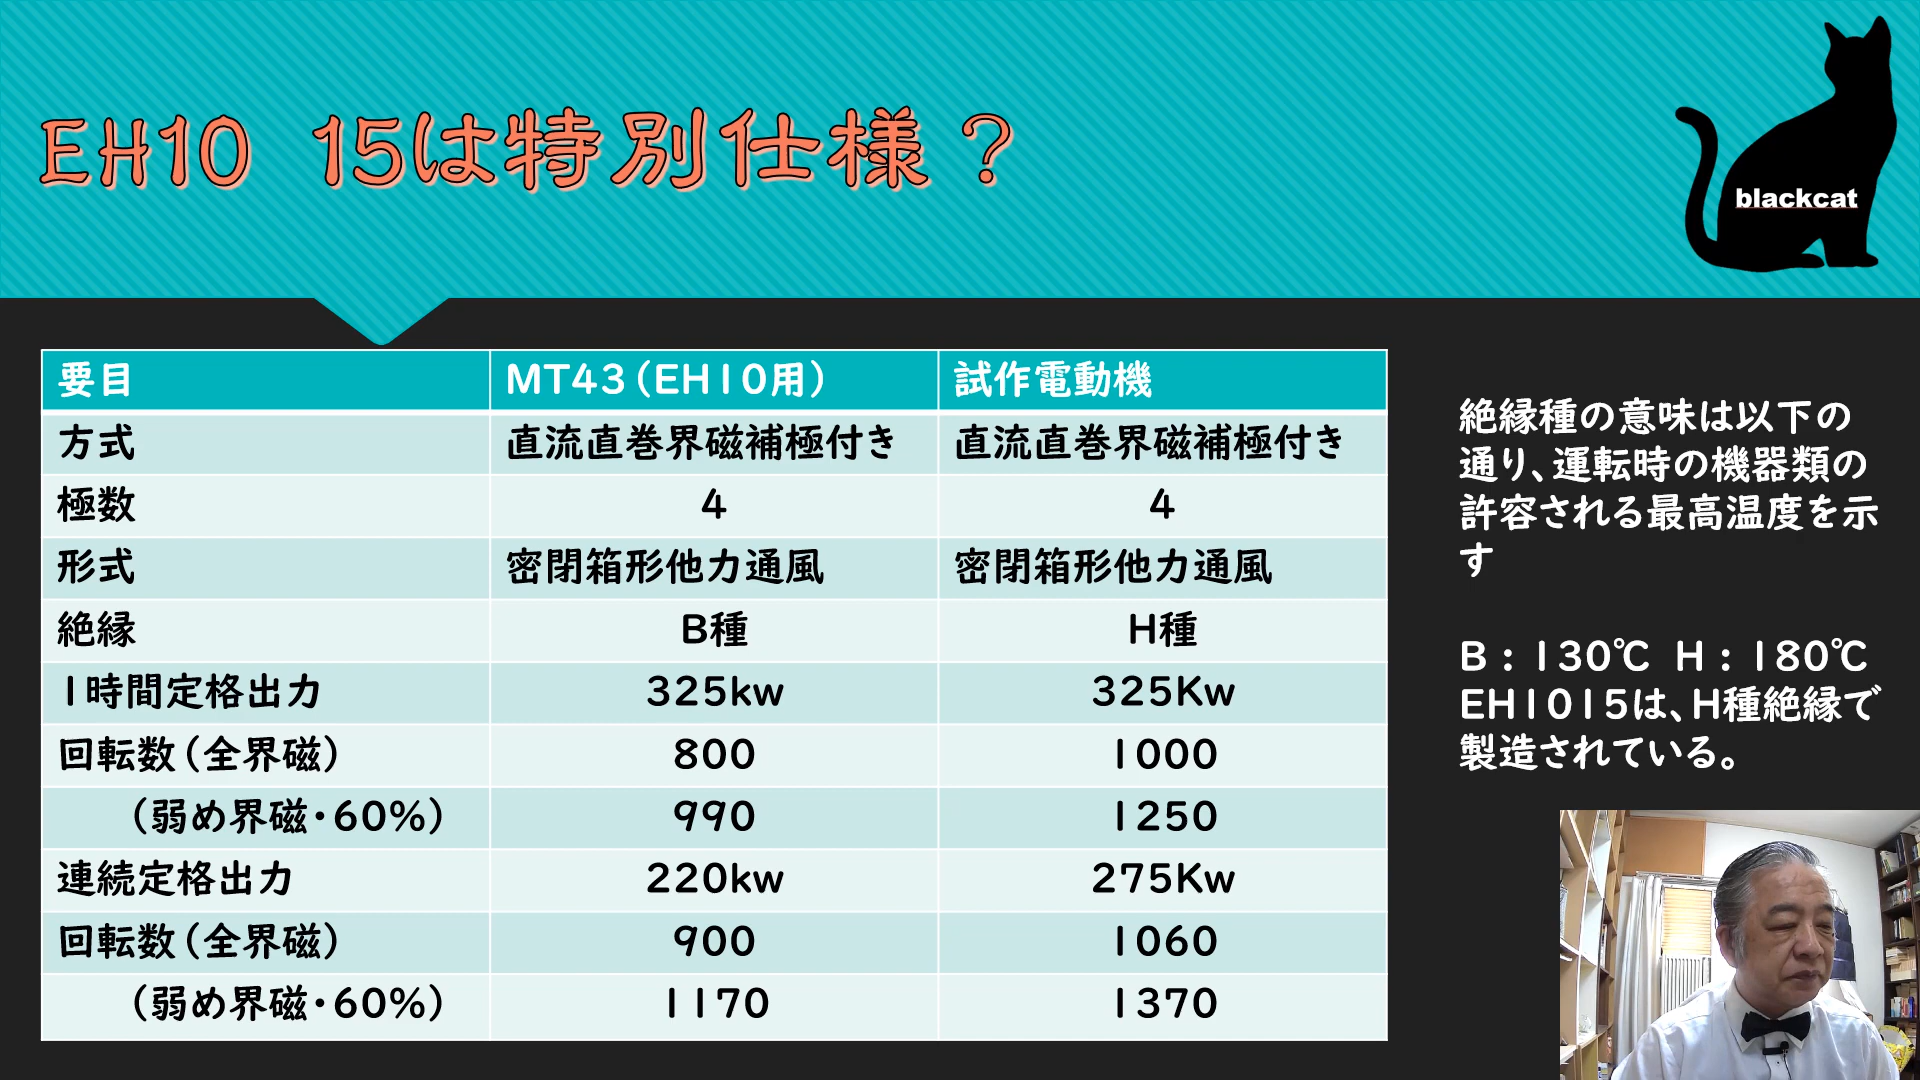 EH10 15は特別仕様？
blackcat
要目 MT43（EH10用） 試作電動機
方式 直流直巻界磁補極付き 直流直巻界磁補極付き
極数 4 4
形式 密閉箱形他力通風 密閉箱形他力通風
絶縁 B種 H種
1時間定格出力 325kw 325Kw
回転数（全界磁） 800 1000
（弱め界磁・60%） 990 1250
連続定格出力 220kw 275Kw
回転数（全界磁） 900 1060
（弱め界磁・60%） 1170 1370
絶縁種の意味は以下の
通り、運転時の機器類の
許容される最高温度を示
す
B：130℃ H：180℃
EH1015は、H種絶縁で
製造されている。